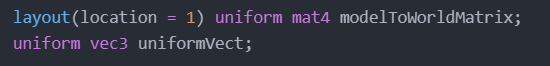 layout(location = 1) uniform mat4 modelToWorldMatrix;
uniform vec3 uniformVect;